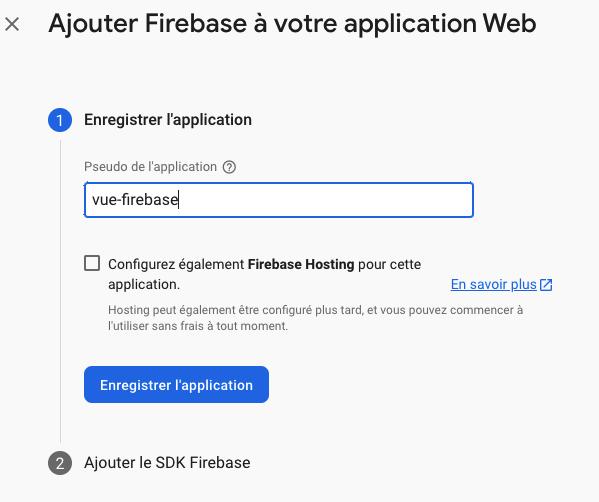 Ajouter Firebase à votre application Web
1 Enregistrer l'application
Pseudo de l'application ?
vue-firebase
Configurez également Firebase Hosting pour cette
application.
En savoir plus
Hosting peut également être configuré plus tard, et vous pouvez commencer à
l'utiliser sans frais à tout moment.
Enregistrer l'application
2 Ajouter le SDK Firebase